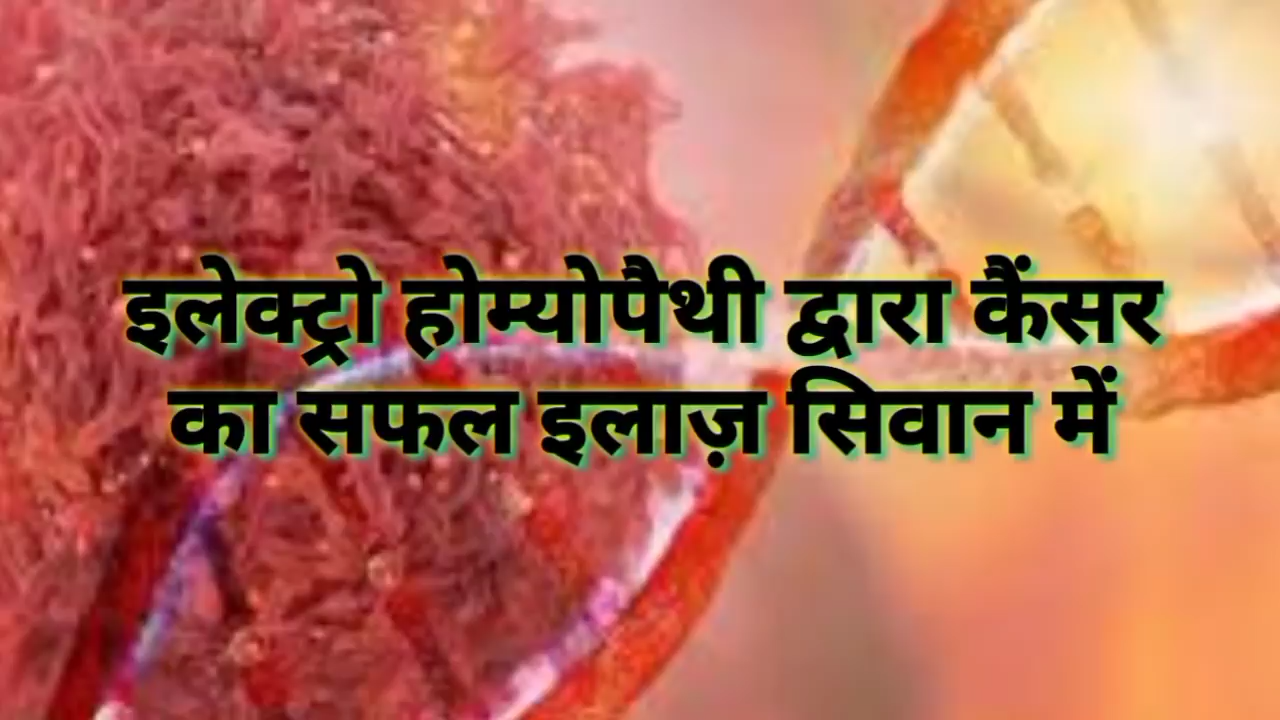 इलेक्ट्रो होम्योपैथी द्वारा कैंसर
का सफल इलाज़ सिवान में